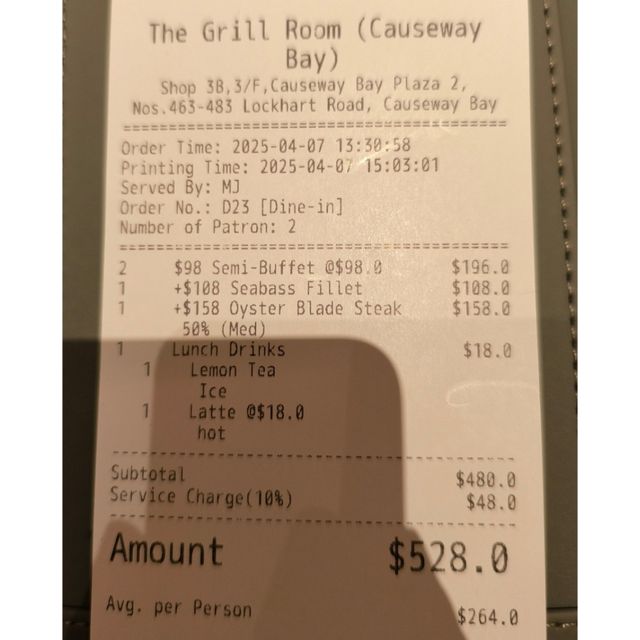 The Grill Room (Causeway
Bay)
Shop 3B,3/F,Causeway Bay Plaza 2,
Nos.463-483 Lockhart Road, Causeway Bay
Order Time: 2025-04-07 13:30:58
Printing Time: 2025-04-07 15:03:01
Served By: MJ
Order No.: D23 [Dine-in]
Number of Patron: 2
2 $98 Semi-Buffet @$98.0 $196.0
1 +$108 Seabass Fillet $108.0
1 +$158 Oyster Blade Steak $158.0
50% (Med)
1 Lunch Drinks $18.0
1 Lemon Tea
Ice
1 Latte @$18.0
hot
Subtotal $480.0
Service Charge(10%) $48.0
Amount $528.0
Avg. per Person $264.0